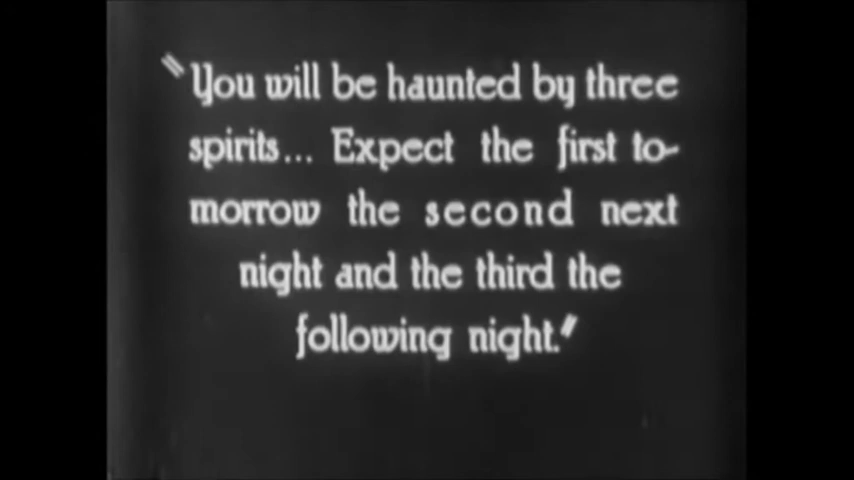 "You will be haunted by three
spirits... Expect the first to-
morrow the second next
night and the third the
following night."